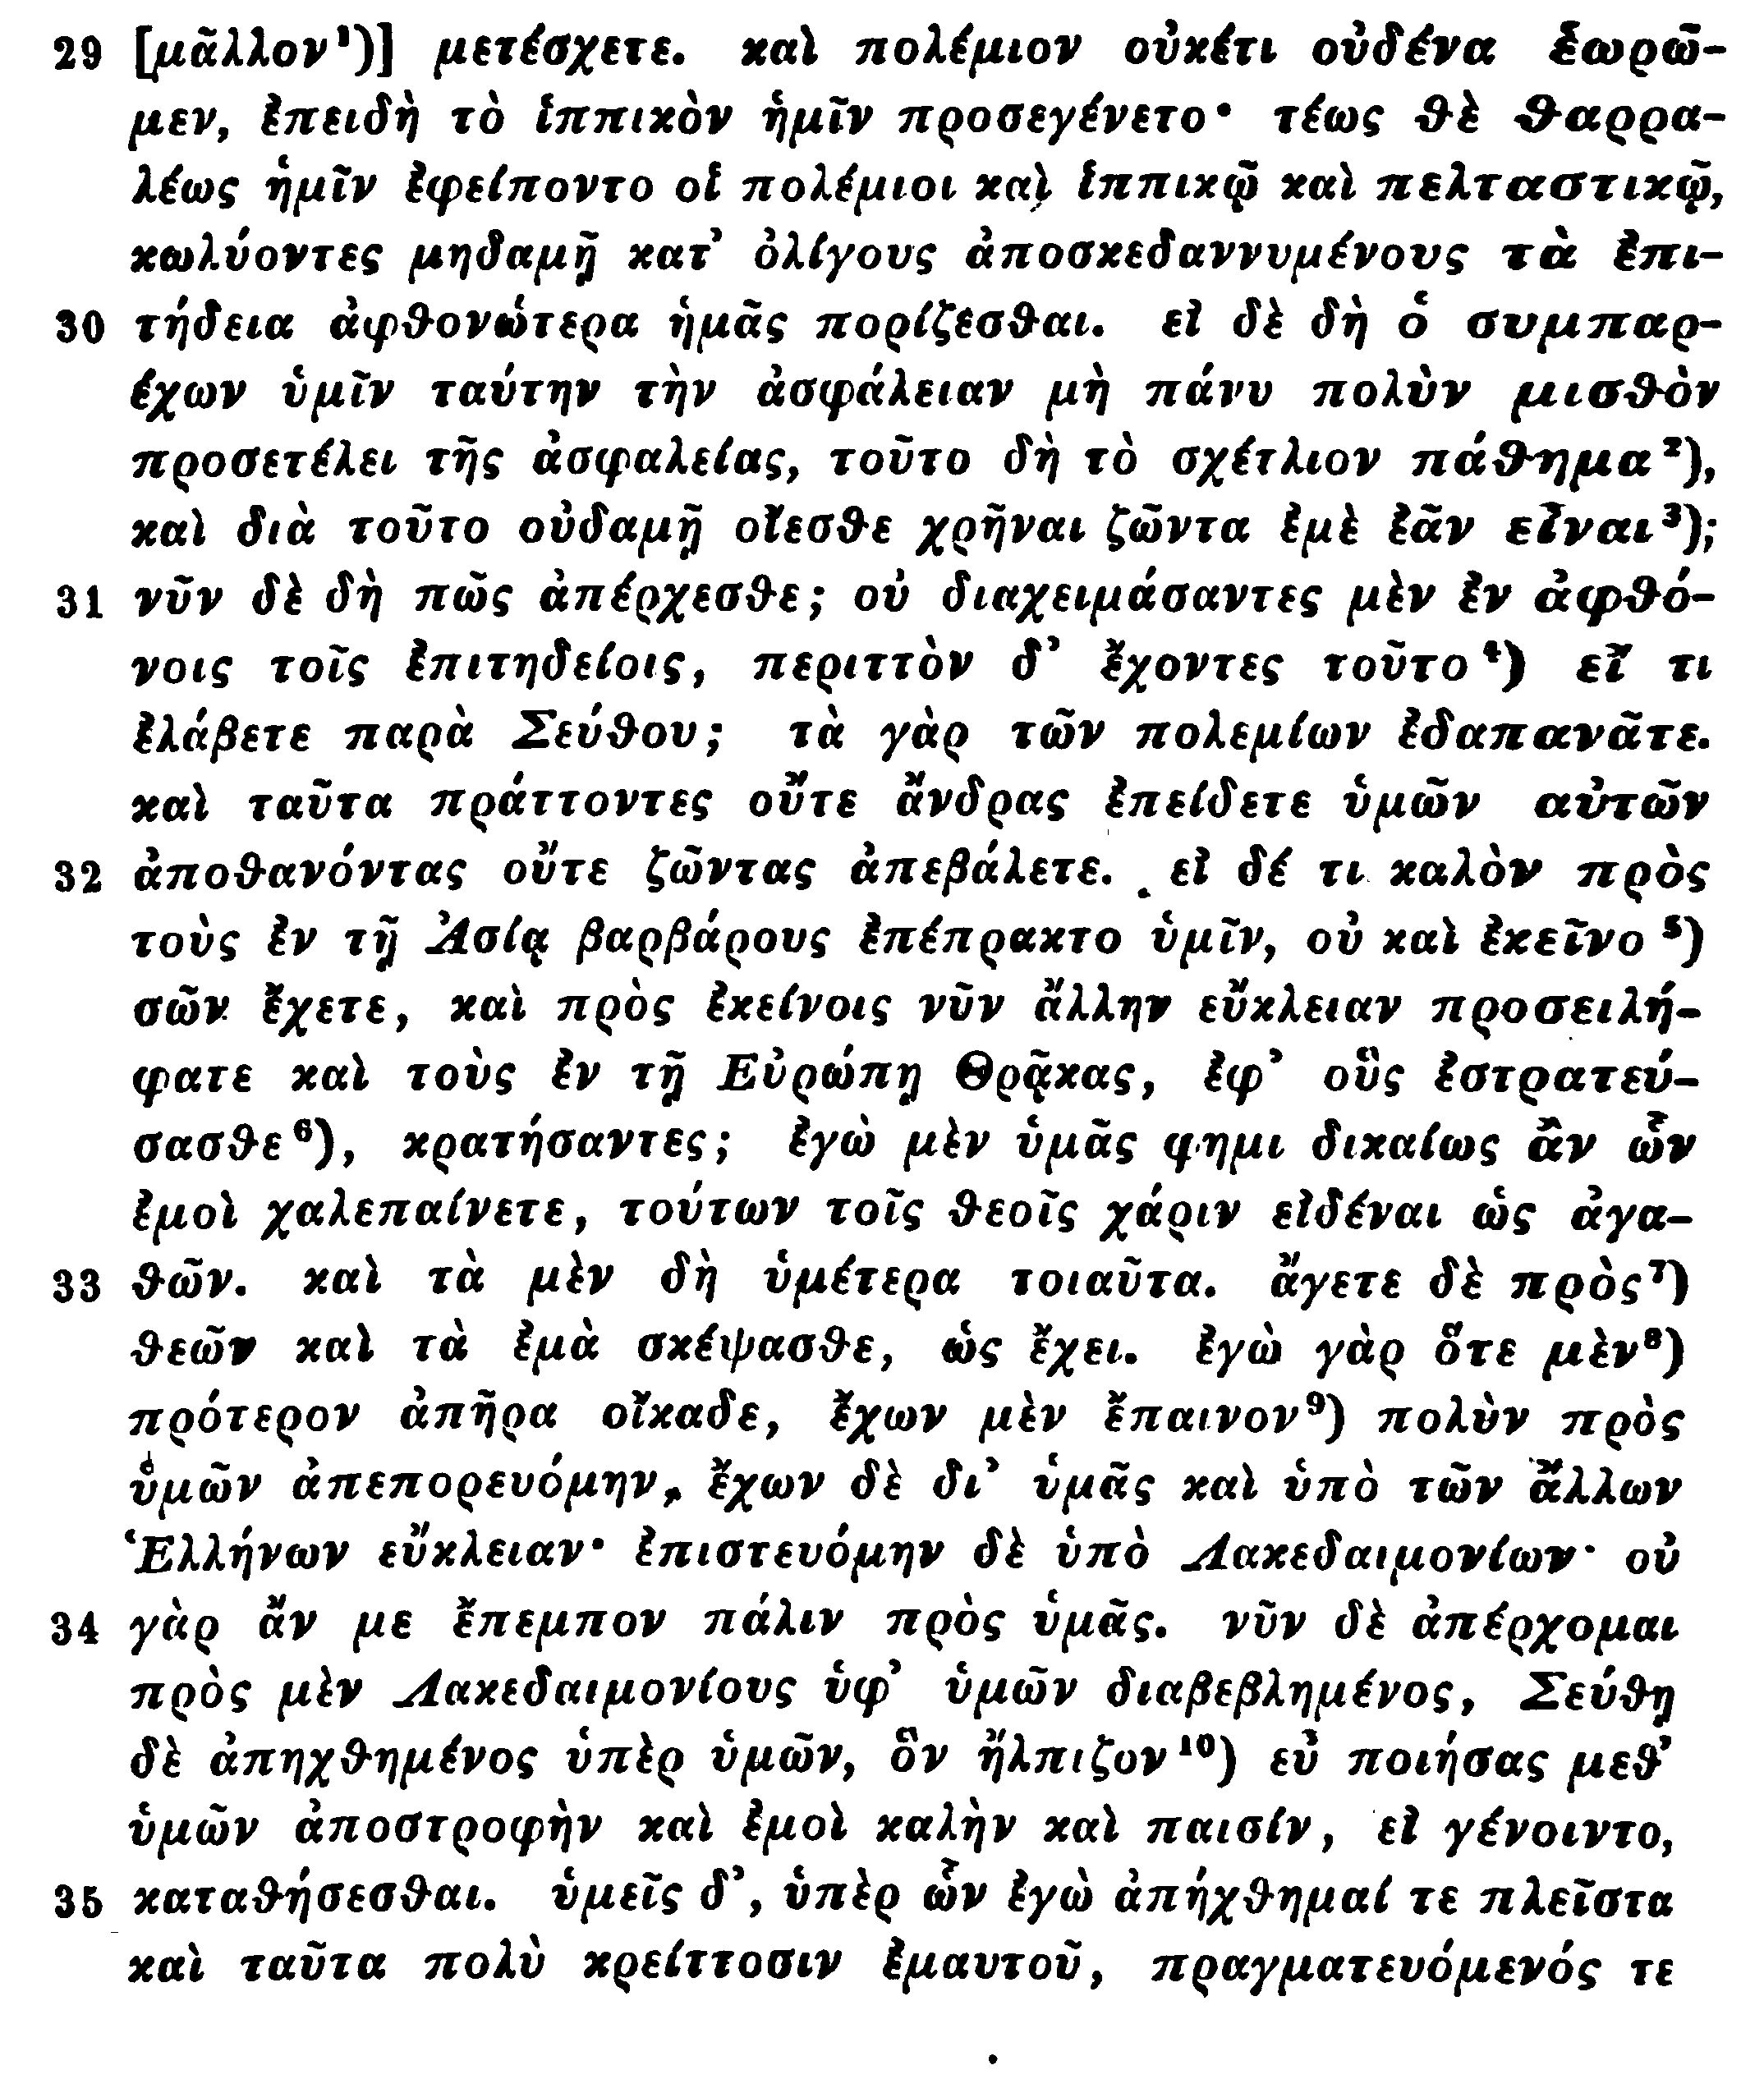 29 [μᾶλλον¹)] μετέσχετε. καὶ πολέμιον οὐκέτι οὐδένα ἑωρῶ-
μεν, ἐπειδὴ τὸ ἱππικὸν ἡμῖν προσεγένετο· τέως θὲ θαρρα-
λέως ἡμῖν ἐφείποντο οἱ πολέμιοι καὶ ἱππικῷ καὶ πελταστικῷ,
κωλύοντες μηδαμῇ κατ’ ὀλίγους ἀποσκεδαννυμένους τὰ ἐπι-
30 τήδεια ἀφθονώτερα ἡμᾶς πορίζεσθαι. εἰ δὲ δὴ ὁ συμπαρ-
έχων ὑμῖν ταύτην τὴν ἀσφάλειαν μὴ πάνυ πολὺν μισθὸν
προσετέλει τῆς ἀσφαλείας, τοῦτο δὴ τὸ σχέτλιον πάθημα²),
καὶ διὰ τοῦτο οὐδαμῇ οἴεσθε χρῆναι ζῶντα ἐμὲ ἐᾶν εἶναι³);
31 νῦν δὲ δὴ πῶς ἀπέρχεσθε; οὐ διαχειμάσαντες μὲν ἐν ἀφθό-
νοις τοῖς ἐπιτηδείοις, περιττὸν δ’ ἔχοντες τοῦτο⁴) εἴ τι
ἐλάβετε παρὰ Σεύθου; τὰ γὰρ τῶν πολεμίων ἐδαπανᾶτε.
καὶ ταῦτα πράττοντες οὔτε ἄνδρας ἐπείδετε ὑμῶν αὐτῶν
32 ἀποθανόντας οὔτε ζῶντας ἀπεβάλετε. εἰ δέ τι καλὸν πρὸς
τοὺς ἐν τῇ Ἀσίᾳ βαρβάρους ἐπέπρακτο ὑμῖν, οὐ καὶ ἐκεῖνο⁵)
σῶν ἔχετε, καὶ πρὸς ἐκείνοις νῦν ἄλλην εὔκλειαν προσειλή-
φατε καὶ τοὺς ἐν τῇ Εὐρώπῃ Θρᾷκας, ἐφ’ οὓς ἐστρατεύ-
σασθε⁶), κρατήσαντες; ἐγὼ μὲν ὑμᾶς φημι δικαίως ἂν ὧν
ἐμοὶ χαλεπαίνετε, τούτων τοῖς θεοῖς χάριν εἰδέναι ὡς ἀγα-
33 θῶν. καὶ τὰ μὲν δὴ ὑμέτερα τοιαῦτα. ἄγετε δὲ πρὸς⁷)
θεῶν καὶ τὰ ἐμὰ σκέψασθε, ὡς ἔχει. ἐγὼ γὰρ ὅτε μὲν⁸)
πρότερον ἀπῆρα οἴκαδε, ἔχων μὲν ἔπαινον⁹) πολὺν πρὸς
ὑμῶν ἀπεπορευόμην, ἔχων δὲ δι’ ὑμᾶς καὶ ὑπὸ τῶν ἄλλων
Ἑλλήνων εὔκλειαν· ἐπιστευόμην δὲ ὑπὸ Λακεδαιμονίων· οὐ
34 γὰρ ἄν με ἔπεμπον πάλιν πρὸς ὑμᾶς. νῦν δὲ ἀπέρχομαι
πρὸς μὲν Λακεδαιμονίους ὑφ’ ὑμῶν διαβεβλημένος, Σεύθῃ
δὲ ἀπηχθημένος ὑπὲρ ὑμῶν, ὃν ἤλπιζον¹⁰) εὖ ποιήσας μεθ’
ὑμῶν ἀποστροφὴν καὶ ἐμοὶ καλὴν καὶ παισίν, εἰ γένοιντο,
35 καταθήσεσθαι. ὑμεῖς δ’, ὑπὲρ ὧν ἐγὼ ἀπήχθημαί τε πλεῖστα
καὶ ταῦτα πολὺ κρείττοσιν ἐμαυτοῦ, πραγματευόμενός τε